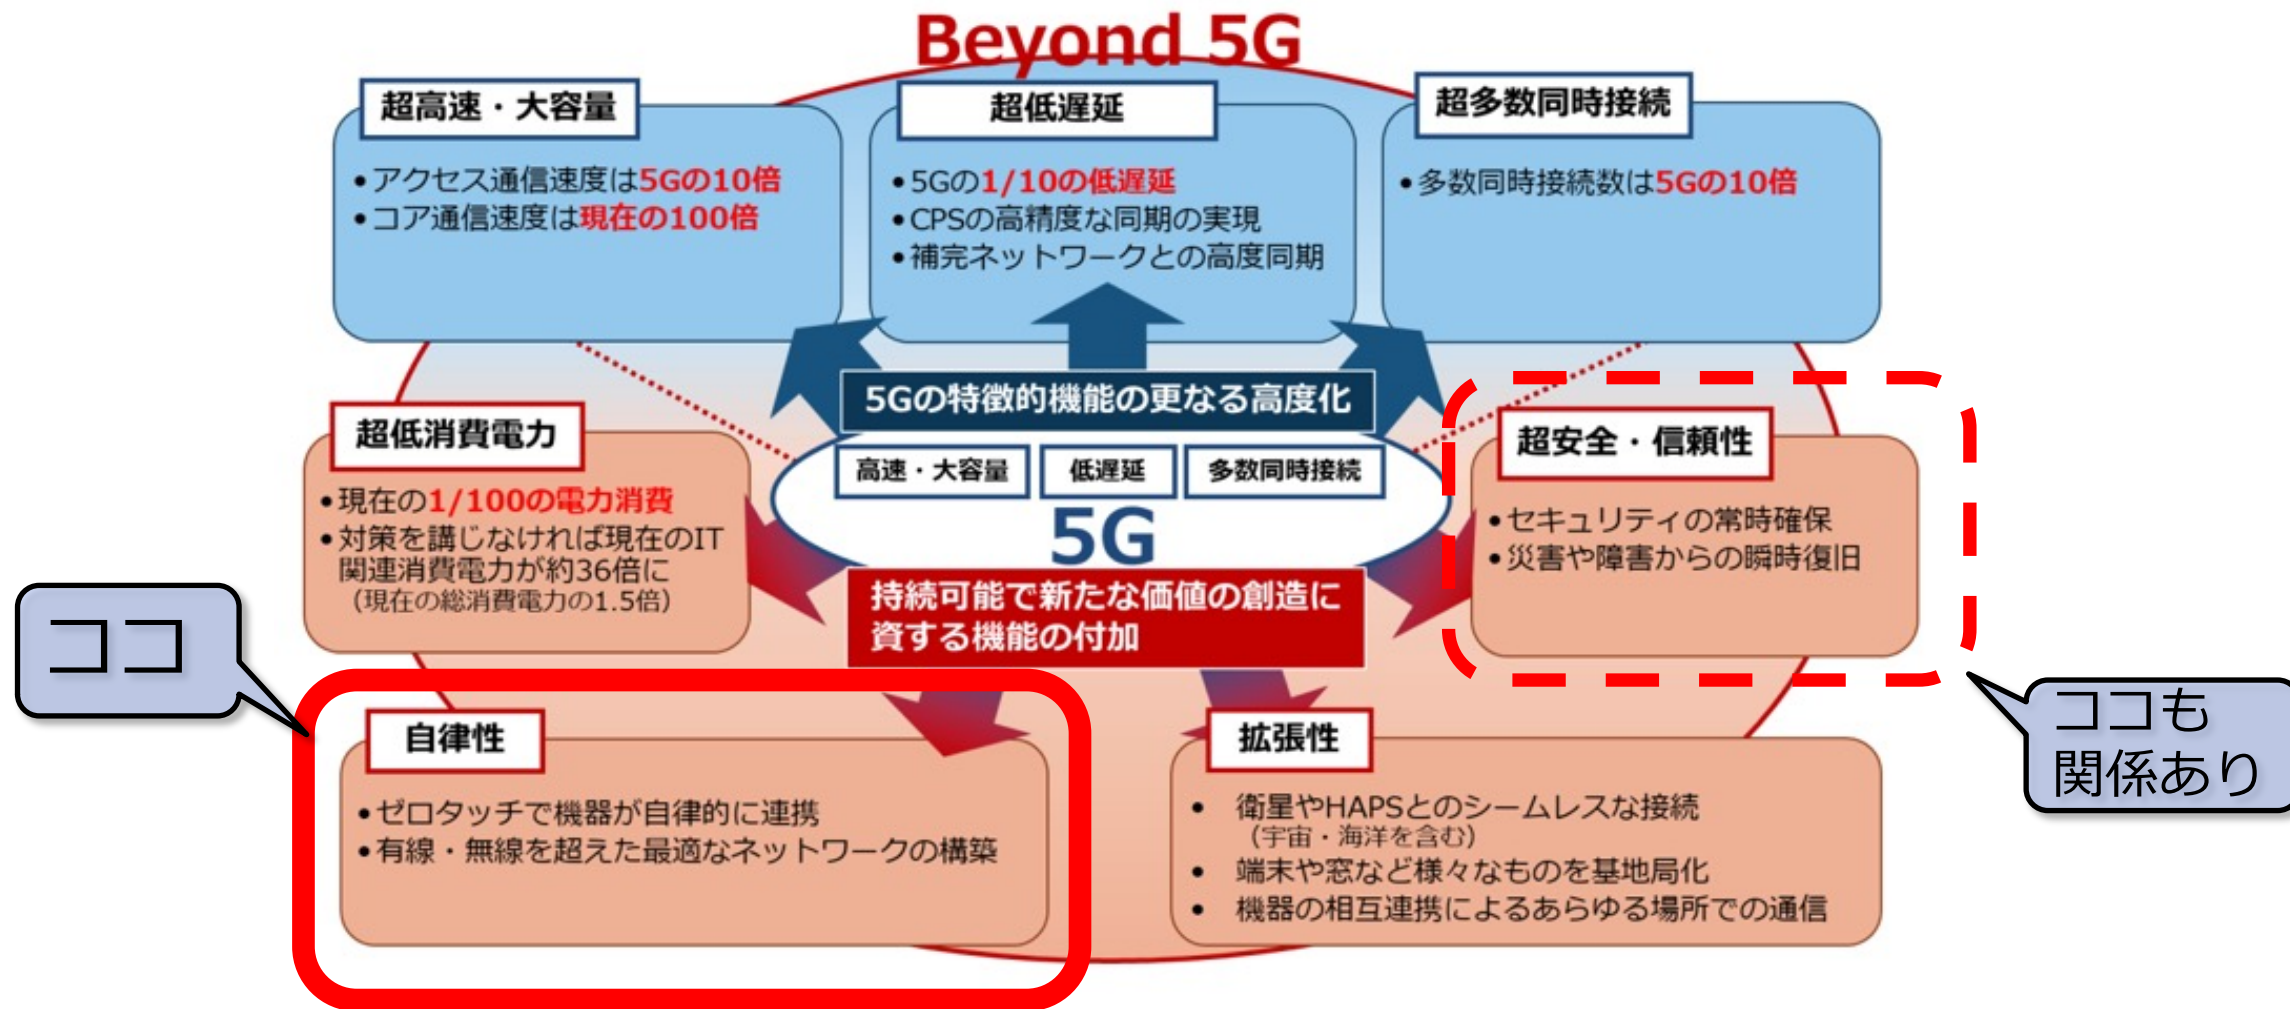 Beyond 5G
超高速・大容量
•アクセス通信速度は5Gの10倍
•コア通信速度は現在の100倍
超低遅延
•5Gの1/10の低遅延
•CPSの高精度な同期の実現
•補完ネットワークとの高度同期
超多数同時接続
•多数同時接続数は5Gの10倍
5Gの特徴的機能の更なる高度化
高速・大容量
低遅延
多数同時接続
5G
持続可能で新たな価値の創造に
資する機能の付加
超低消費電力
•現在の1/100の電力消費
•対策を講じなければ現在のIT
関連消費電力が約36倍に
（現在の総消費電力の1.5倍）
超安全・信頼性
•セキュリティの常時確保
•災害や障害からの瞬時復旧
ココ
自律性
•ゼロタッチで機器が自律的に連携
•有線・無線を超えた最適なネットワークの構築
拡張性
• 衛星やHAPSとのシームレスな接続
（宇宙・海洋を含む）
• 端末や窓など様々なものを基地局化
• 機器の相互連携によるあらゆる場所での通信
ココも
関係あり